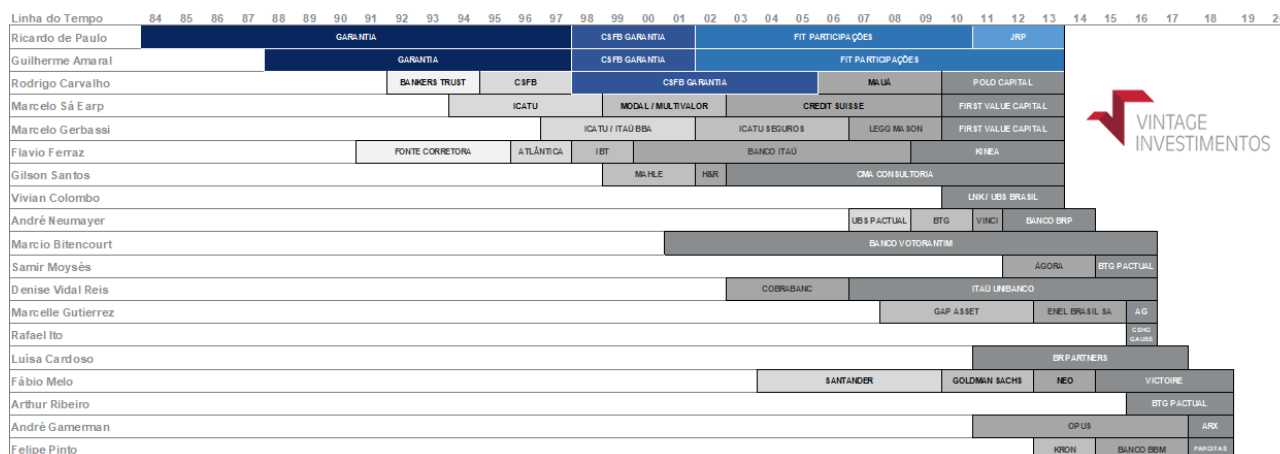 Linha do Tempo 84 85 86 87 88 89 90 91 92 93 94 95 96 97 98 99 00 01 02 03 04 05 06 07 08 09 10 11 12 13 14 15 16 18 19
Ricardo de Paulo GARANTIA CSFB GARANTIA FIT PARTICIPAÇÕES JRP
Guilherme Amaral GARANTIA CSFB GARANTIA FIT PARTICIPAÇÕES
Rodrigo Carvalho BANKERS TRUST CSFB CSFB GARANTIA MAUÁ POLO CAPITAL
Marcelo Sá Earp ICATU MODAL / MULTIVALOR CREDIT SUISSE FIRST VALUE CAPITAL
Marcelo Gerbassi ICATU / ITAÚ BBA ICATU SEGUROS LEGG MASON FIRST VALUE CAPITAL
VINTAGE
INVESTIMENTOS
Flavio Ferraz FONTE CORRETORA ATLÂNTICA IBT BANCO ITAÚ KINEA
Gilson Santos MAHLE H&R CMA CONSULTORIA
Vivian Colombo LNK / UBS BRASIL
André Neumayer UBS PACTUAL BTG VINCI BANCO BRP
Marcio Bitencourt BANCO VOTORANTIM
Samir Moysés ÁGORA BTG PACTUAL
Denise Vidal Reis COBRABANC ITAÚ UNIBANCO
Marcelle Gutierrez GAP ASSET ENEL BRASIL SA AG
Rafael Ito CSHG GAUSS
Luísa Cardoso BR PARTNERS
Fábio Melo SANTANDER GOLDMAN SACHS NEO VICTOIRE
Arthur Ribeiro BTG PACTUAL
André Gamerman OPUS ARX
Felipe Pinto KRON BANCO BBM PARCITAS